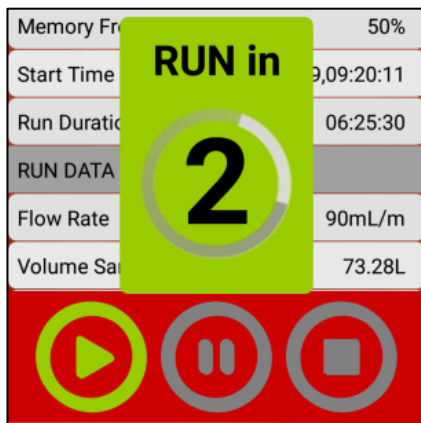 Memory Fr 50%
RUN in
Start Time 9,09:20:11
Run Duratio 06:25:30
2
RUN DATA
Flow Rate 90mL/m
Volume Sa 73.28L